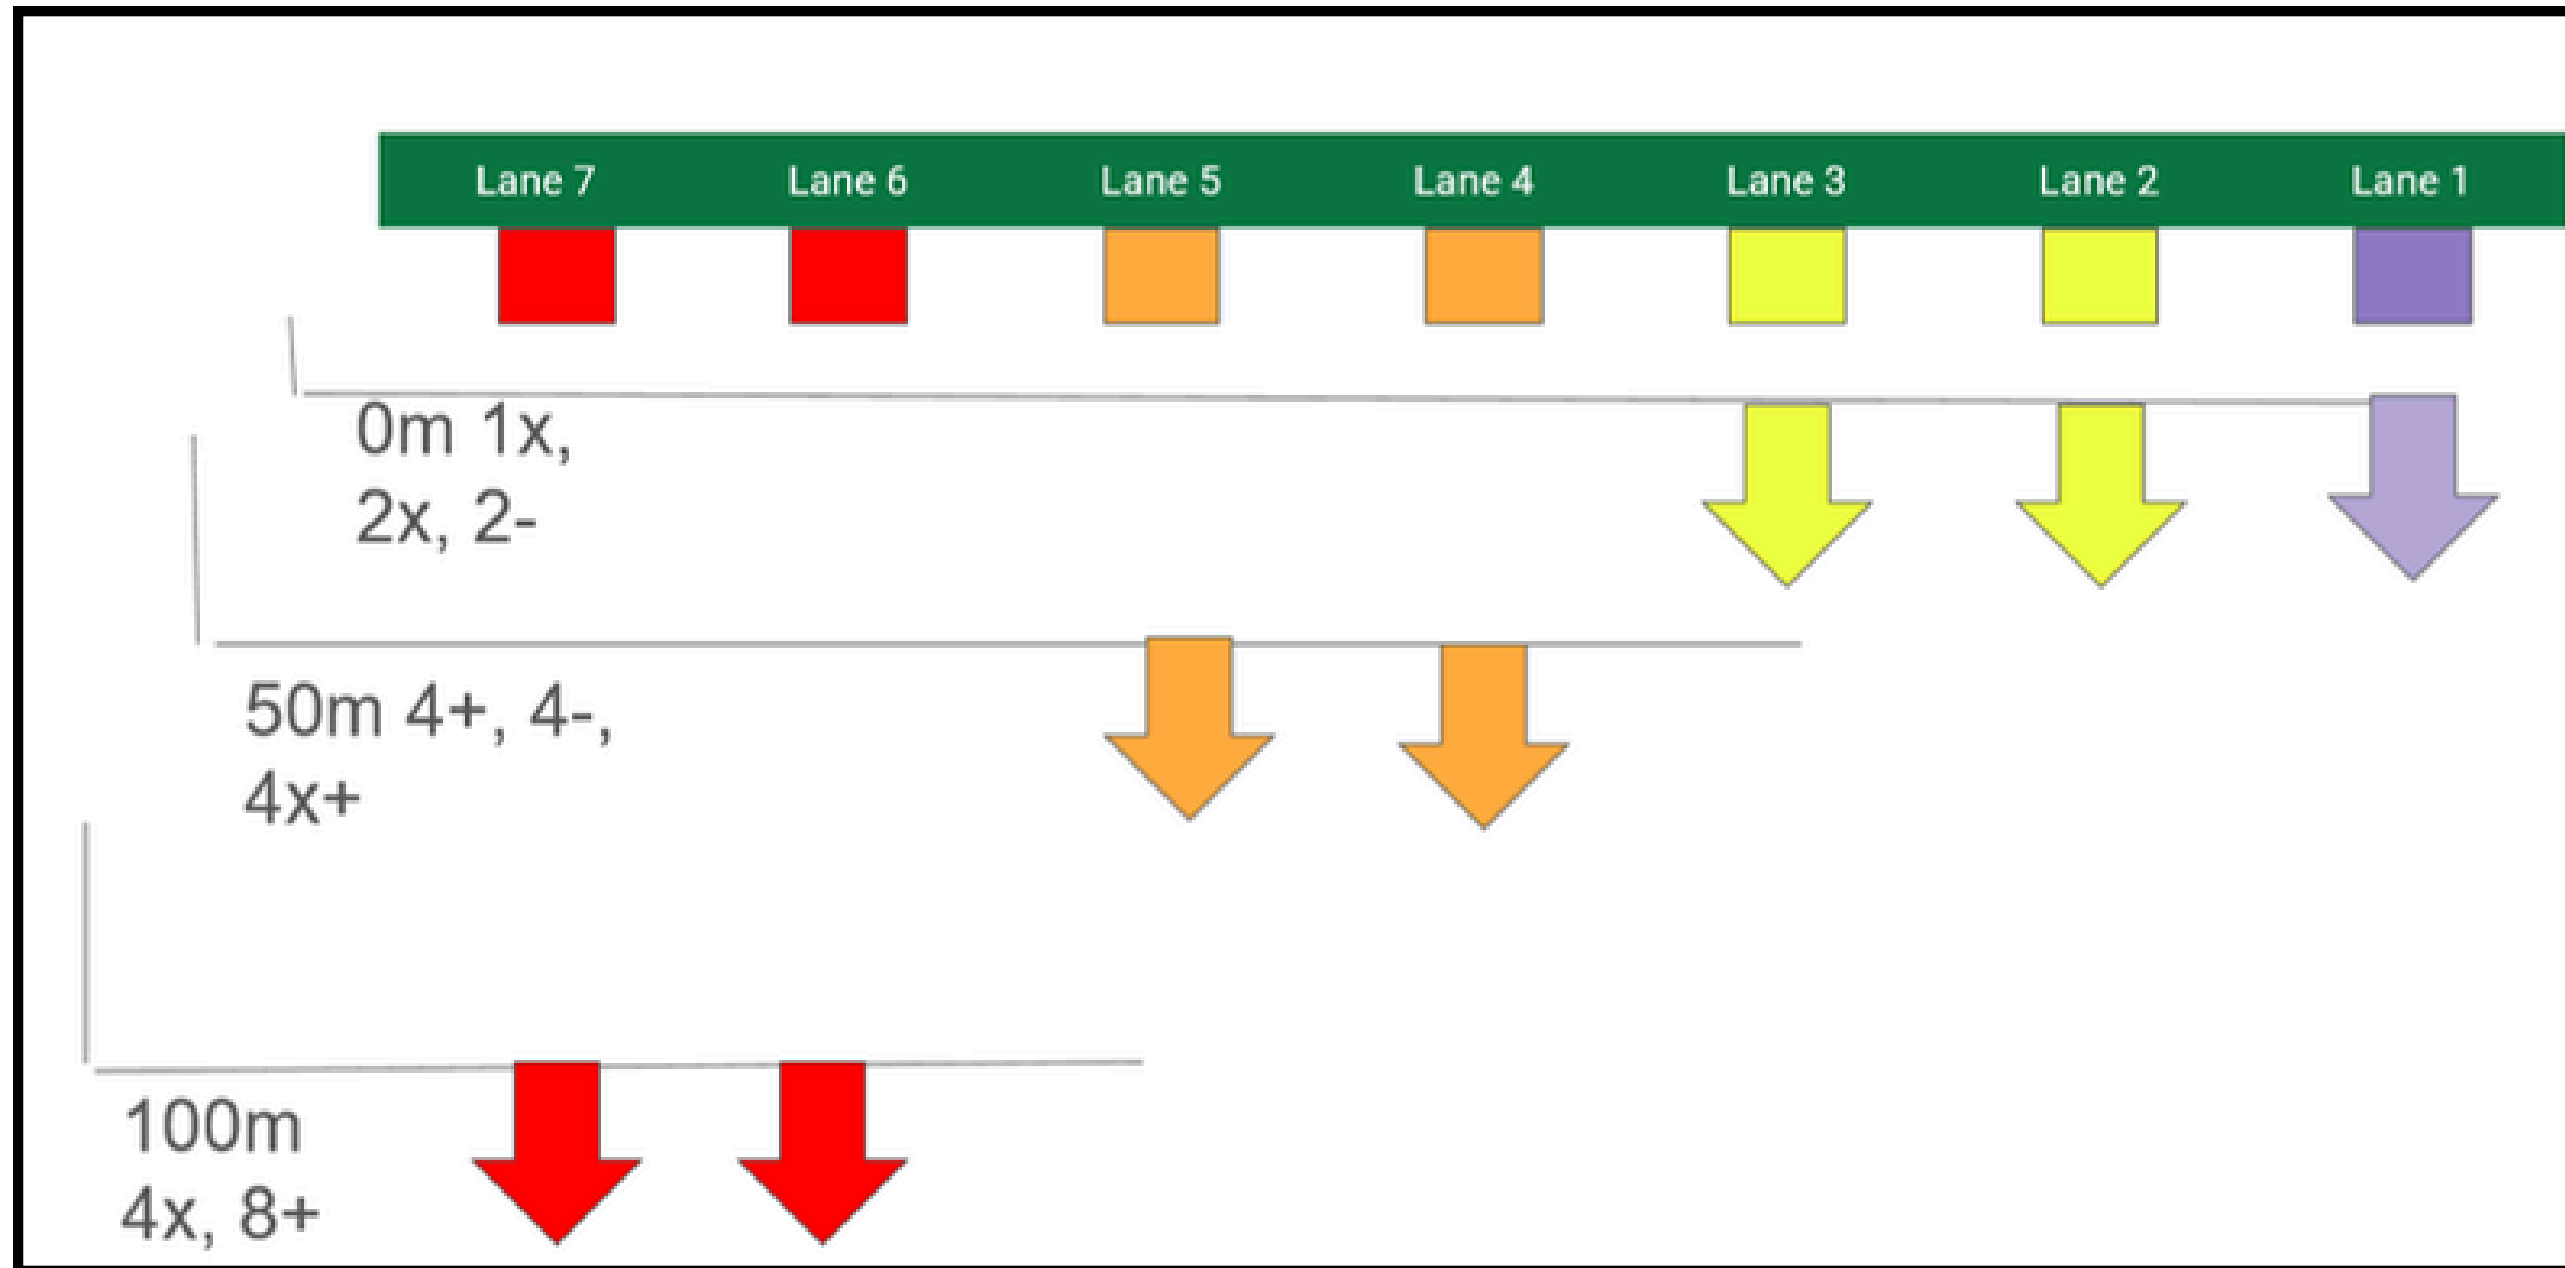 Lane 7 Lane 6 Lane 5 Lane 4 Lane 3 Lane 2 Lane 1
0m 1x,
2x, 2-
50m 4+, 4-,
4x+
100m
4x, 8+